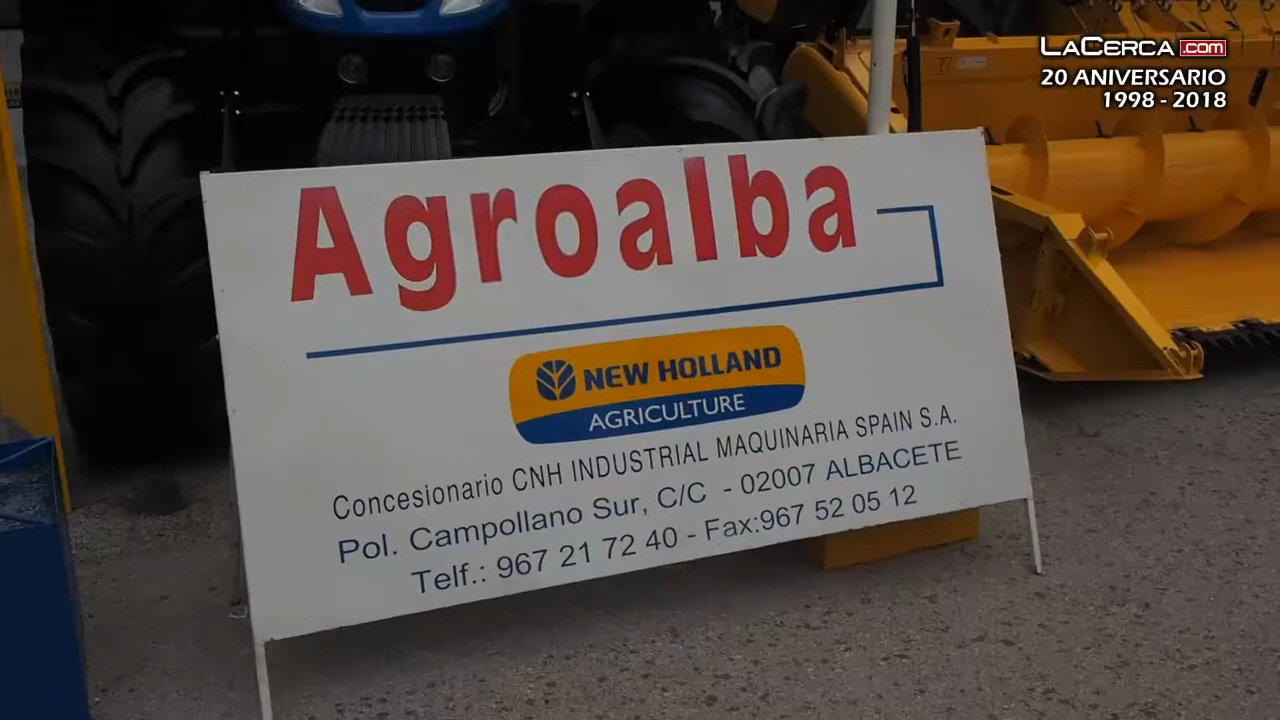 LACERCA.COM
20 ANIVERSARIO
1998 - 2018
Agroalba
NEW HOLLAND
AGRICULTURE
Concesionario CNH INDUSTRIAL MAQUINARIA SPAIN S.A.
Pol. Campollano Sur, C/C - 02007 ALBACETE
Telf.: 967 21 72 40 - Fax:967 52 05 12